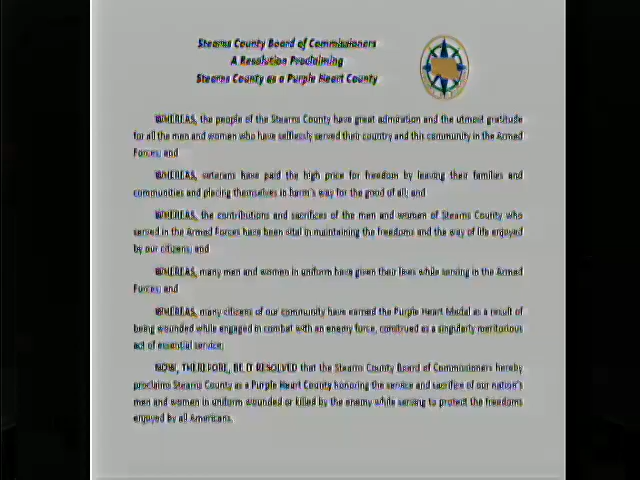 Stearns County Board of Commissioners
A Resolution Proclaiming
Stearns County as a Purple Heart County
WHEREAS, the people of the Stearns County have great admiration and the utmost gratitude
for all the men and women who have selflessly served their country and this community in the Armed
Forces; and
WHEREAS, veterans have paid the high price for freedom by leaving their families and
communities and placing themselves in harm's way for the good of all; and
WHEREAS, the contributions and sacrifices of the men and women of Stearns County who
served in the Armed Forces have been vital in maintaining the freedoms and the way of life enjoyed
by our citizens; and
WHEREAS, many men and women in uniform have given their lives while serving in the Armed
Forces; and
WHEREAS, many citizens of our community have earned the Purple Heart Medal as a result of
being wounded while engaged in combat with an enemy force, construed as a singularly meritorious
act of essential service;
NOW, THEREFORE, BE IT RESOLVED that the Stearns County Board of Commissioners hereby
proclaims Stearns County as a Purple Heart County honoring the service and sacrifice of our nation's
men and women in uniform wounded or killed by the enemy while serving to protect the freedoms
enjoyed by all Americans.